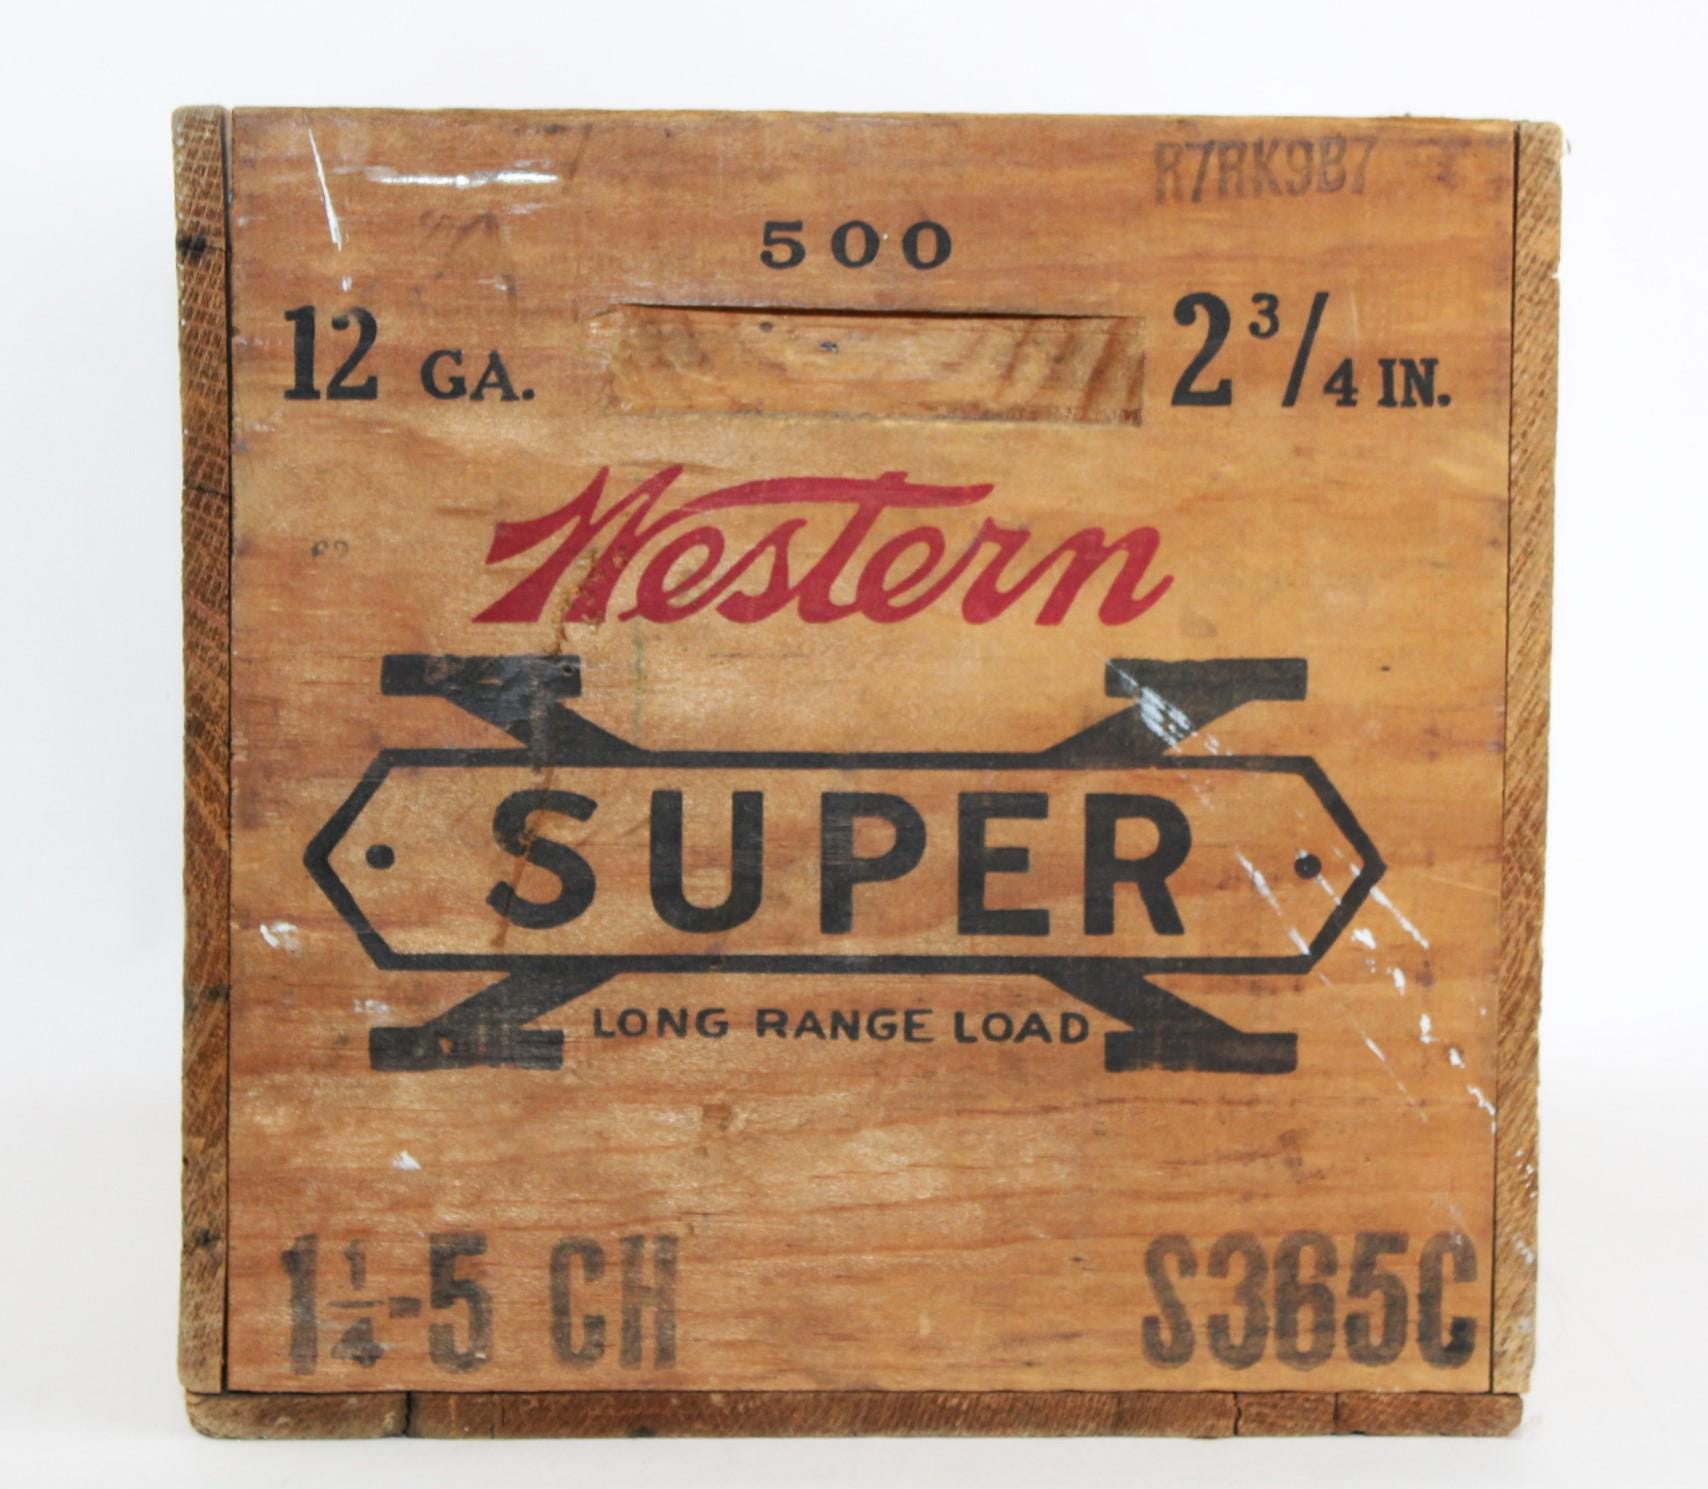 R7RK9B7
500
12 GA. 2 3/4 IN.
Western
SUPER
LONG RANGE LOAD
1 1/4-5 CH S365C